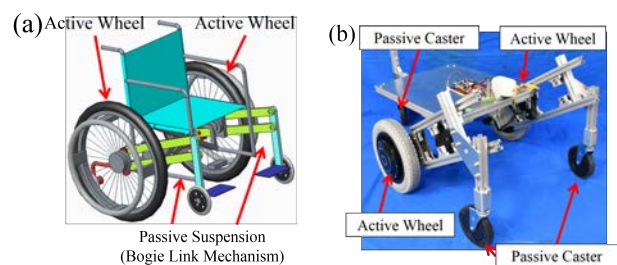 (a)
Active Wheel
Active Wheel
Passive Suspension
(Bogie Link Mechanism)
(b)
Passive Caster
Active Wheel
Active Wheel
Passive Caster